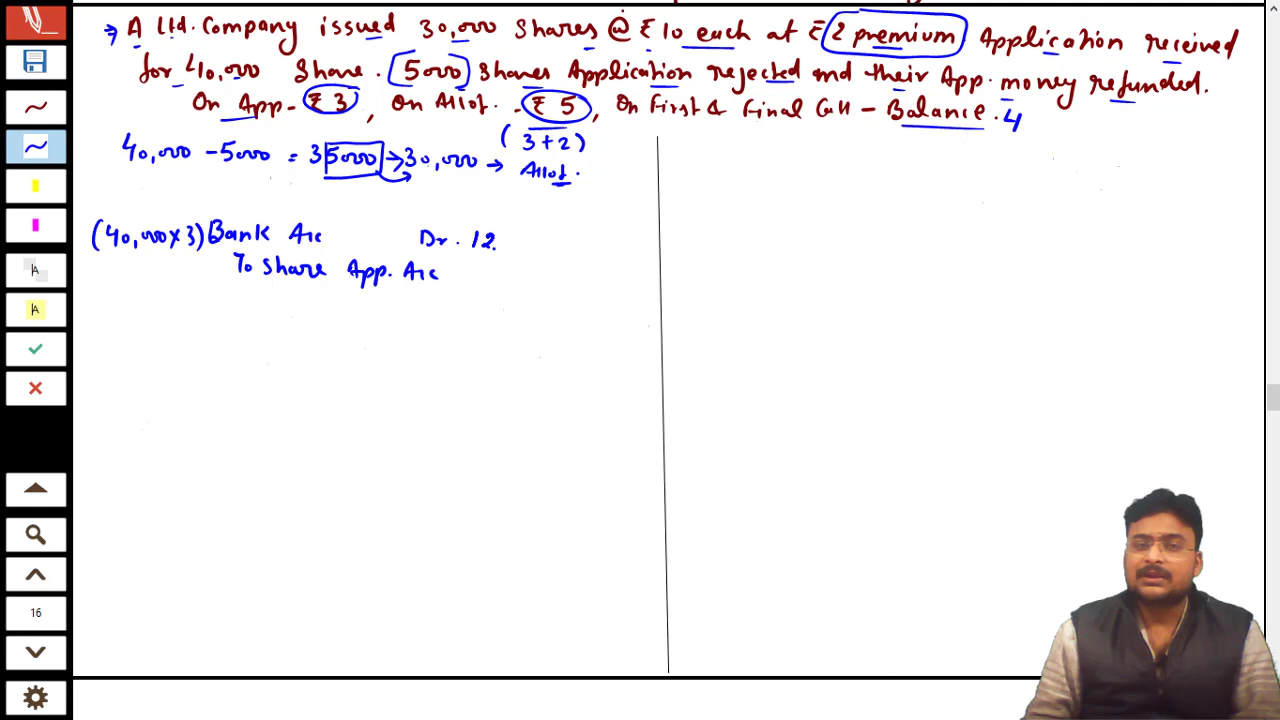 ⇒ A Ltd. Company issued 30,000 Shares @ ₹ 10 each at ₹ 2 premium Application received
for 40,000 Share. 5000 Shares Application rejected and their App. money refunded.
On App - ₹ 3, On Allot. - ₹ 5, On First & Final Call - Balance. 4
(3+2)
40,000 - 5000 = 35000 → 30,000 → Allot.
(40,000x3) Bank A/c Dr. 12.
To Share App. A/c
A
A
16